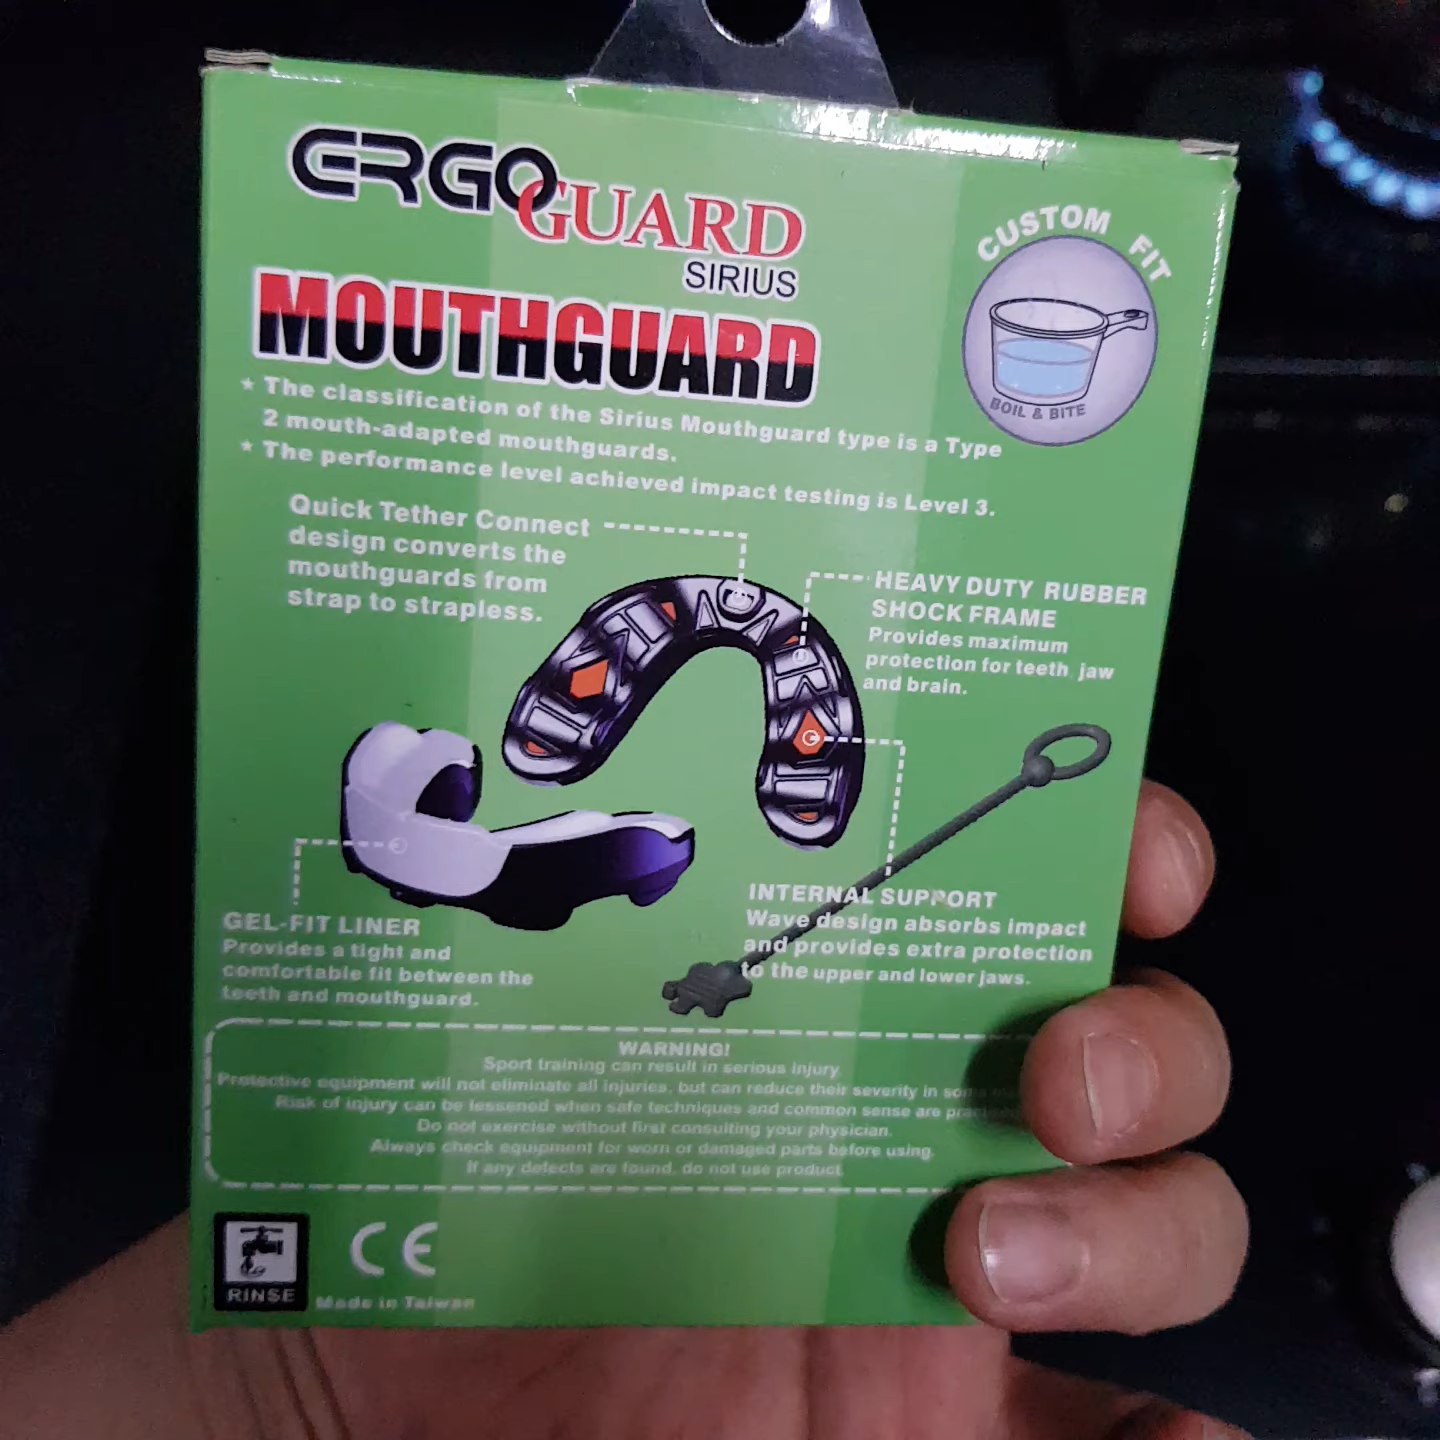 ERGOGUARD
SIRIUS
MOUTHGUARD
CUSTOM FIT
BOIL & BITE
★ The classification of the Sirius Mouthguard type is a Type
2 mouth-adapted mouthguards.
★ The performance level achieved impact testing is Level 3.
Quick Tether Connect
design converts the
mouthguards from
strap to strapless.
HEAVY DUTY RUBBER
SHOCK FRAME
Provides maximum
protection for teeth jaw
and brain.
GEL-FIT LINER
Provides a tight and
comfortable fit between the
teeth and mouthguard.
INTERNAL SUPPORT
Wave design absorbs impact
and provides extra protection
to the upper and lower jaws.
WARNING!
Sport training can result in serious injury
Protective equipment will not eliminate all injuries, but can reduce their severity in
Risk of injury can be lessened when safe techniques and common sense are
Do not exercise without first consulting your physician.
Always check equipment for worn or damaged parts before using.
If any defects are found, do not use product.
RINSE
CE
Made in Taiwan